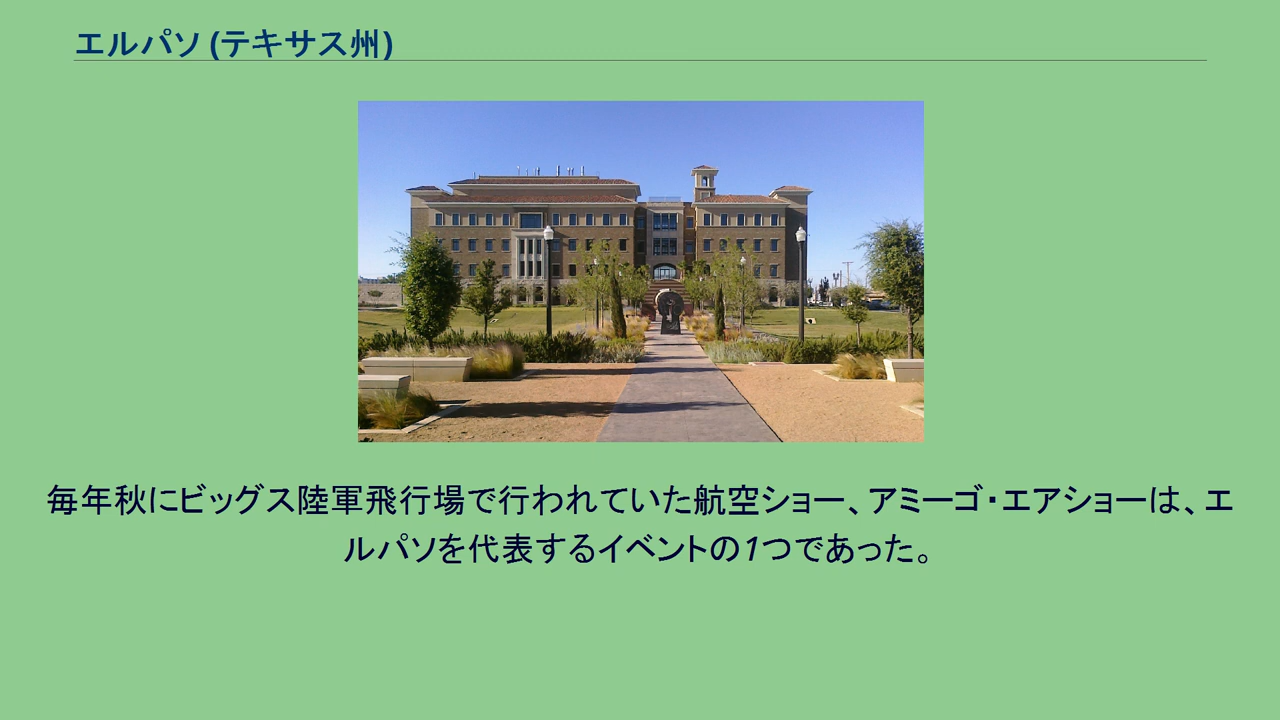 エルパソ (テキサス州)
毎年秋にビッグス陸軍飛行場で行われていた航空ショー、アミーゴ・エアショーは、エ
ルパソを代表するイベントの1つであった。